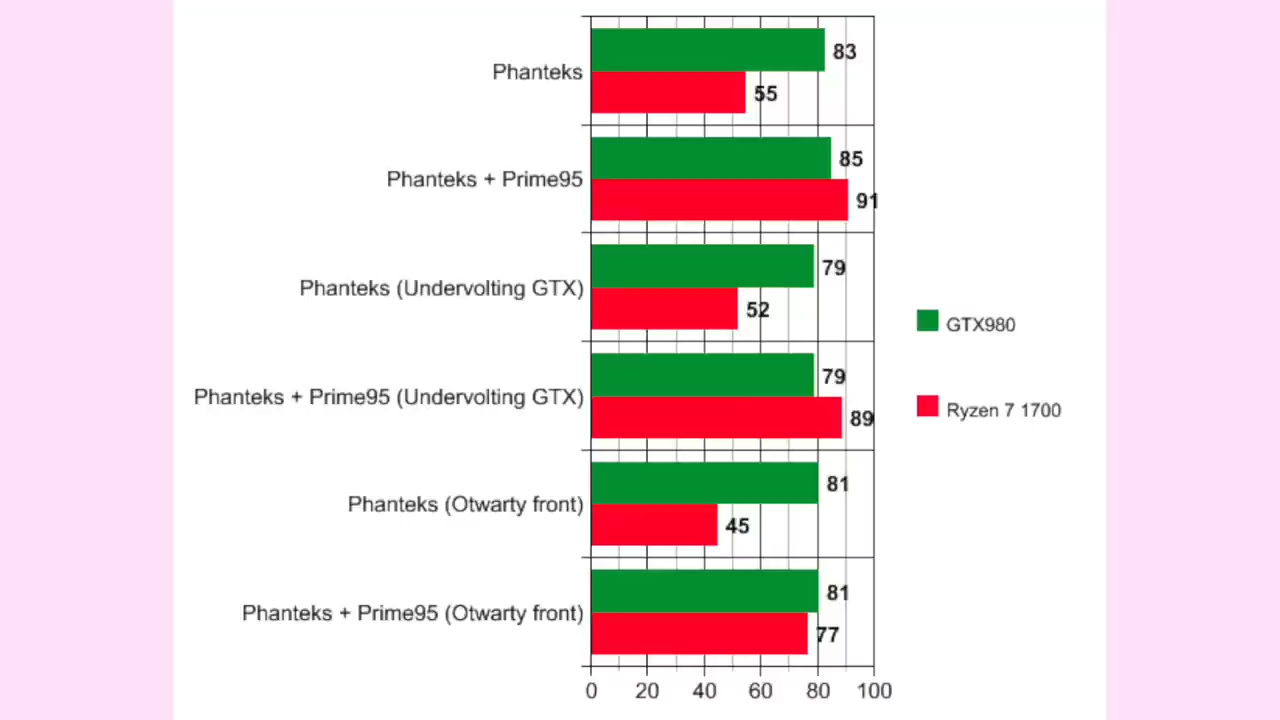 Phanteks
83
55
Phanteks + Prime95
85
91
Phanteks (Undervolting GTX)
79
52
Phanteks + Prime95 (Undervolting GTX)
79
89
Phanteks (Otwarty front)
81
45
Phanteks + Prime95 (Otwarty front)
81
77
0 20 40 60 80 100
GTX980
Ryzen 7 1700